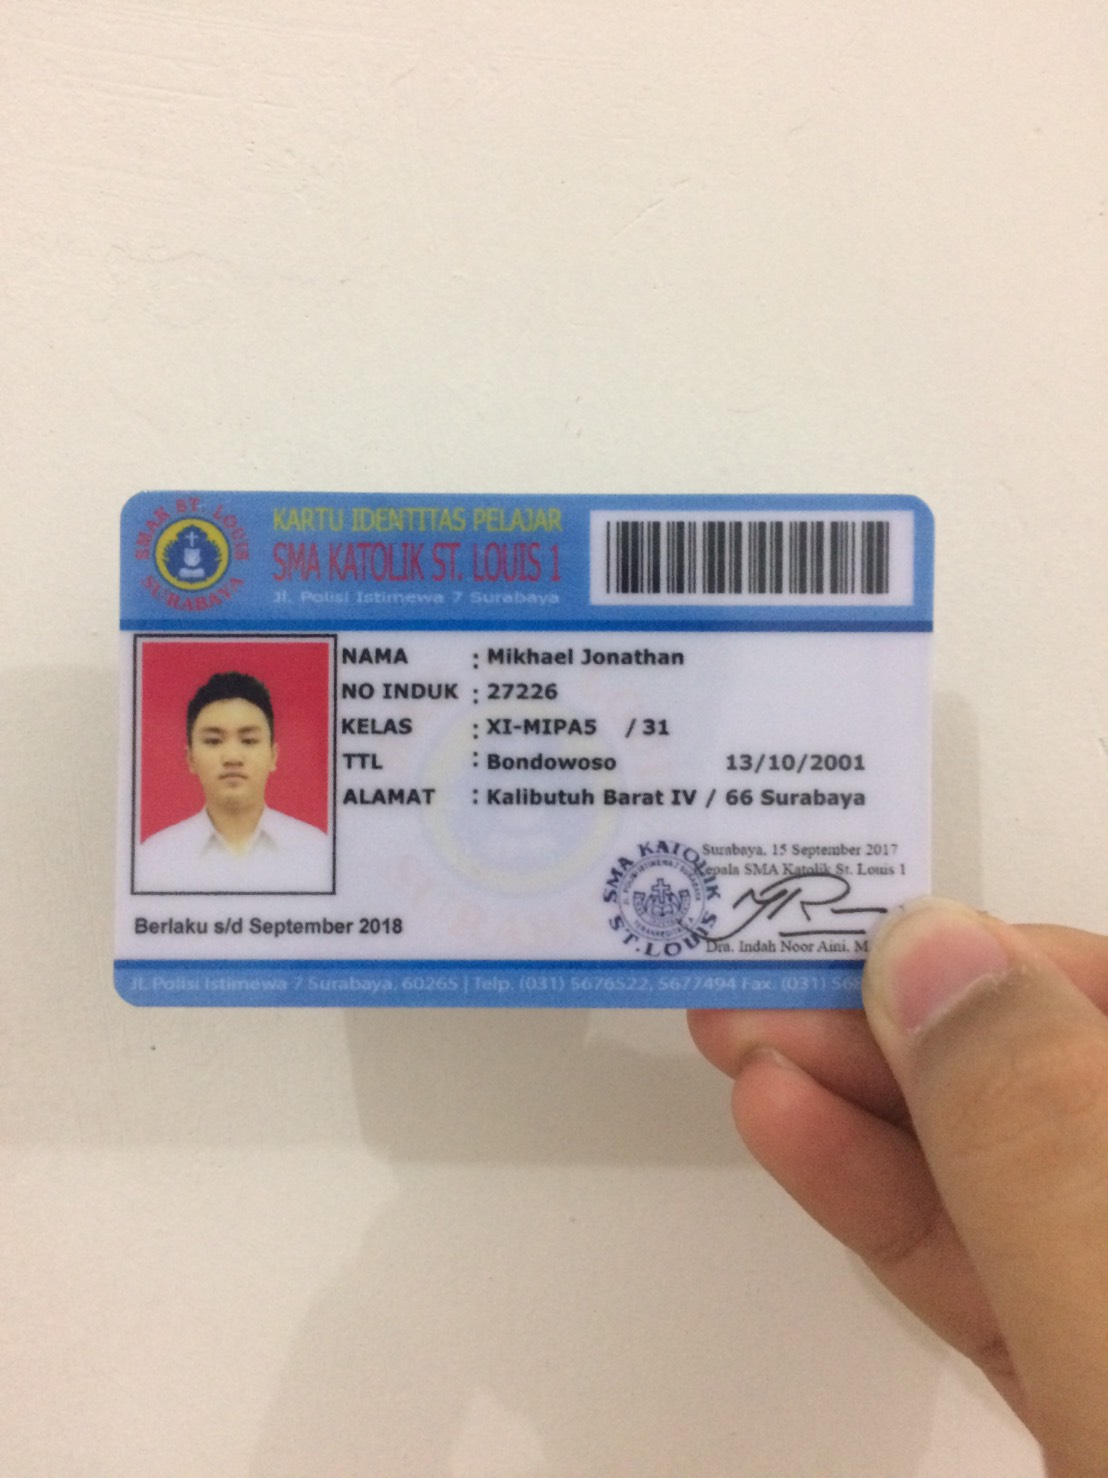 SMAK ST. LOUIS
SURABAYA
KARTU IDENTITAS PELAJAR
SMA KATOLIK ST. LOUIS 1
Jl. Polisi Istimewa 7 Surabaya
NAMA : Mikhael Jonathan
NO INDUK : 27226
KELAS : XI-MIPA5 / 31
TTL : Bondowoso 13/10/2001
ALAMAT : Kalibutuh Barat IV / 66 Surabaya
Surabaya, 15 September 2017
Kepala SMA Katolik St. Louis 1
SMA KATOLIK
ST. LOUIS
Dra. Indah Noor Aini, M
Berlaku s/d September 2018
Jl. Polisi Istimewa 7 Surabaya, 60265 | Telp. (031) 5676522, 5677494 Fax. (031) 56